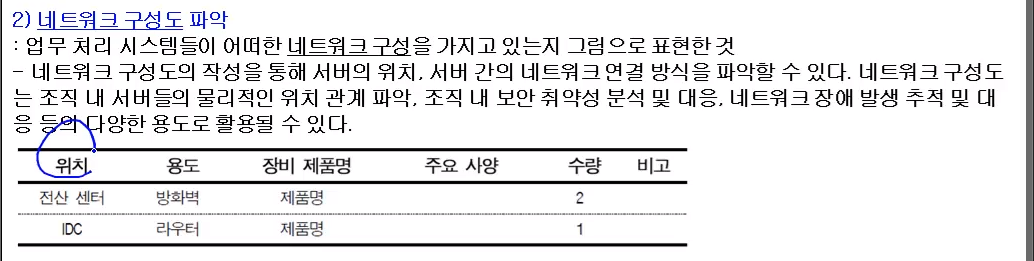 2) 네트워크 구성도 파악
: 업무 처리 시스템들이 어떠한 네트워크 구성을 가지고 있는지 그림으로 표현한 것
- 네트워크 구성도의 작성을 통해 서버의 위치, 서버 간의 네트워크 연결 방식을 파악할 수 있다. 네트워크 구성도
는 조직 내 서버들의 물리적인 위치 관계 파악, 조직 내 보안 취약성 분석 및 대응, 네트워크 장애 발생 추적 및 대
응 등의 다양한 용도로 활용될 수 있다.
위치 용도 장비 제품명 주요 사양 수량 비고
전산 센터 방화벽 제품명 2
IDC 라우터 제품명 1